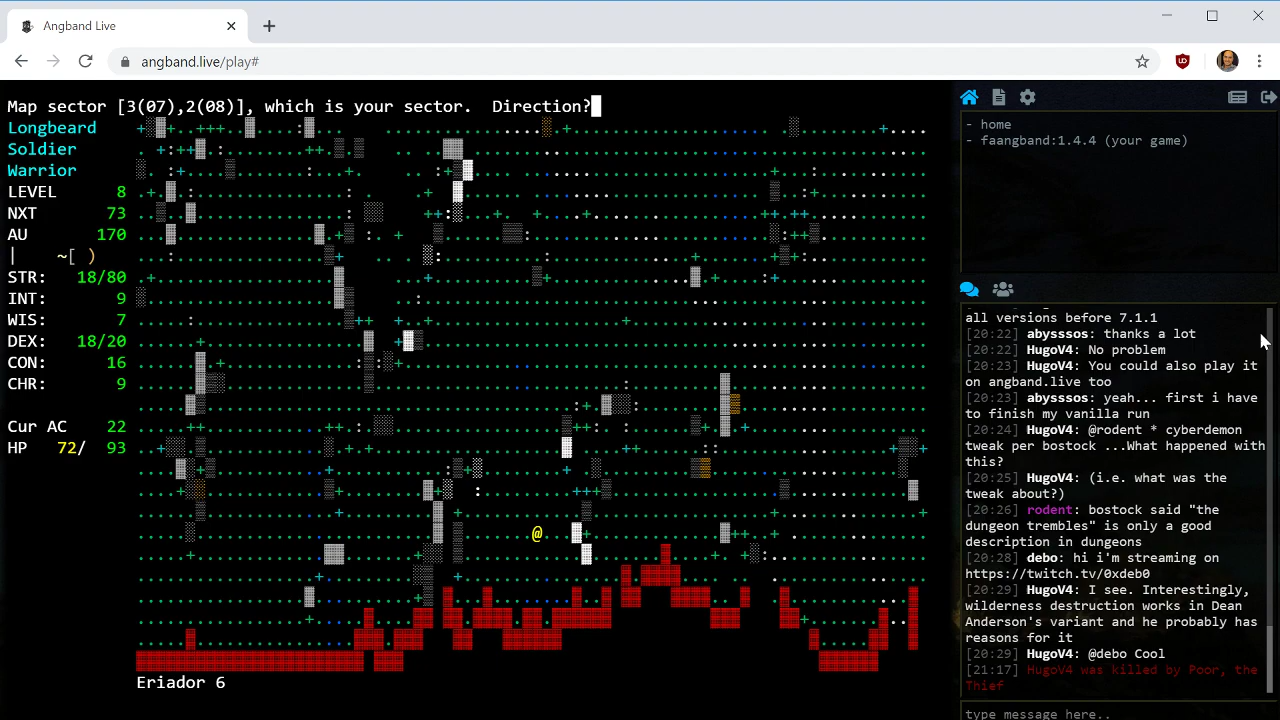 Angband Live
angband.live/play#
Map sector [3(07),2(08)], which is your sector.  Direction?
Longbeard
Soldier
Warrior
LEVEL 8
NXT 73
AU 170
| ~[ )
STR: 18/80
INT: 9
WIS: 7
DEX: 18/20
CON: 16
CHR: 9
Cur AC 22
HP 72/ 93
@
Eriador 6
- home
- faangband:1.4.4 (your game)
all versions before 7.1.1
[20:22] abysssos: thanks a lot
[20:22] HugoV4: No problem
[20:23] HugoV4: You could also play it
on angband.live too
[20:23] abysssos: yeah... first i have
to finish my vanilla run
[20:24] HugoV4: @rodent * cyberdemon
tweak per bostock ...What happened with
this?
[20:25] HugoV4: (i.e. what was the
tweak about?)
[20:26] rodent: bostock said "the
dungeon trembles" is only a good
description in dungeons
[20:28] debo: hi i'm streaming on
https://twitch.tv/0xdeb0
[20:29] HugoV4: I see. Interestingly,
wilderness destruction works in Dean
Anderson's variant and he probably has
reasons for it
[20:29] HugoV4: @debo Cool
[21:17] HugoV4 was killed by Poor, the
Thief
type message here..